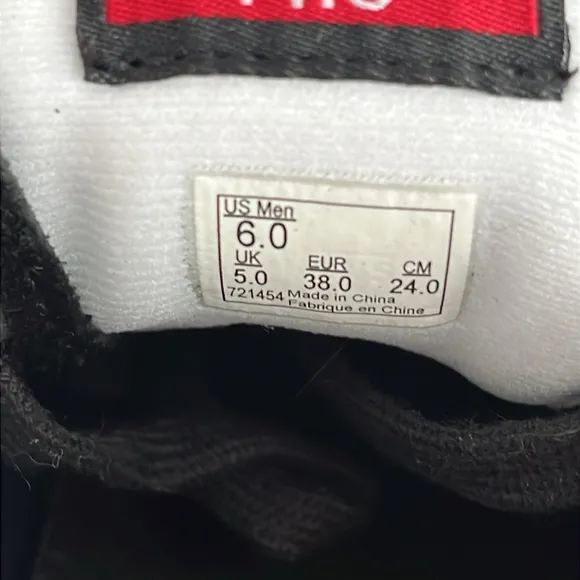 US Men
6.0
UK EUR CM
5.0 38.0 24.0
721454 Made in China
Fabrique en Chine